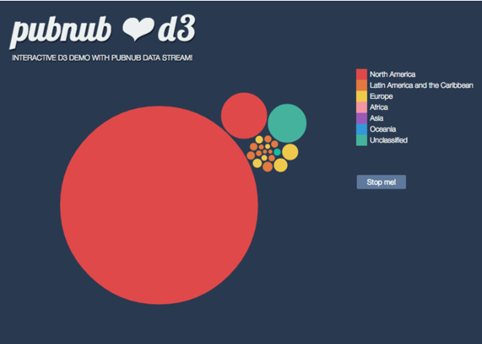 pubnub ❤ d3
INTERACTIVE D3 DEMO WITH PUBNUB DATA STREAM!
North America
Latin America and the Caribbean
Europe
Africa
Asia
Oceania
Unclassified
Stop me!